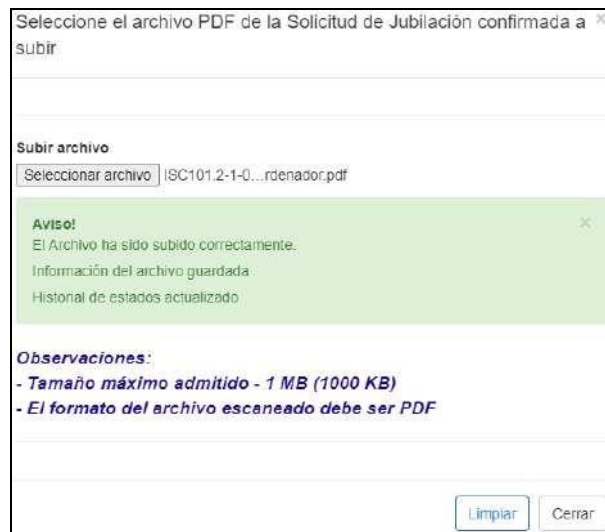 Seleccione el archivo PDF de la Solicitud de Jubilación confirmada a ×
subir
Subir archivo
Seleccionar archivo ISC101.2-1-0...rdenador.pdf
Aviso! ×
El Archivo ha sido subido correctamente.
Información del archivo guardada
Historial de estados actualizado
Observaciones:
- Tamaño máximo admitido - 1 MB (1000 KB)
- El formato del archivo escaneado debe ser PDF
Limpiar Cerrar